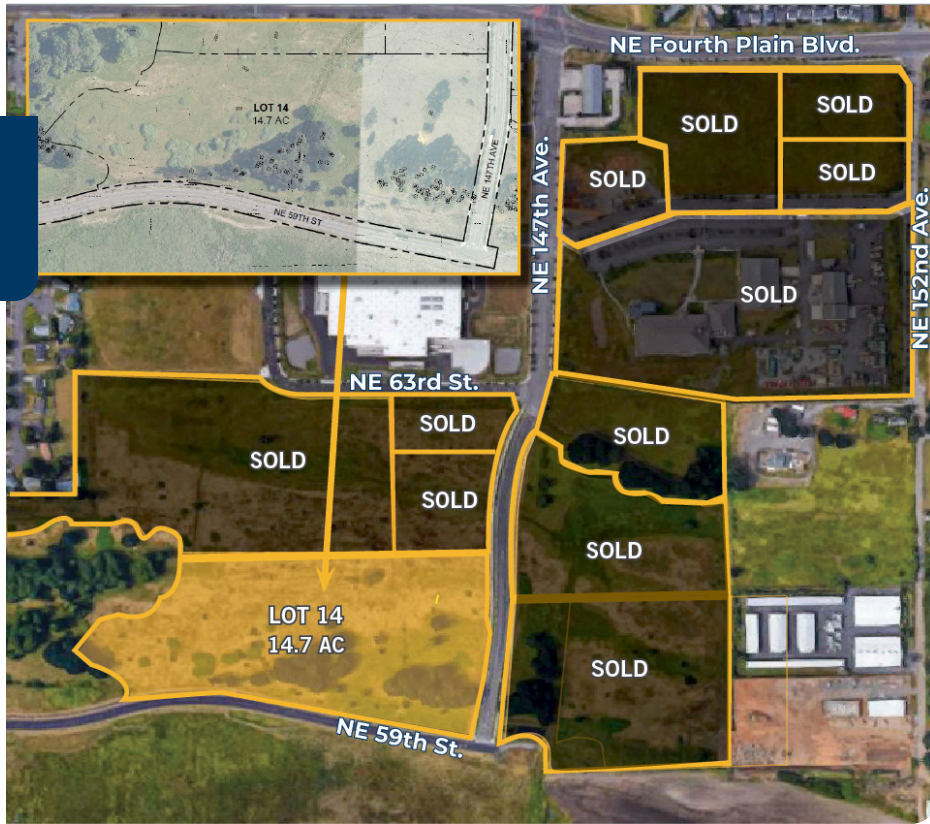 NE Fourth Plain Blvd.
LOT 14
14.7 AC
NE 147TH AVE
NE 59TH ST
NE 147th Ave.
NE 152nd Ave.
SOLD
SOLD
SOLD
SOLD
SOLD
NE 63rd St.
SOLD
SOLD
SOLD
SOLD
SOLD
SOLD
LOT 14
14.7 AC
SOLD
NE 59th St.